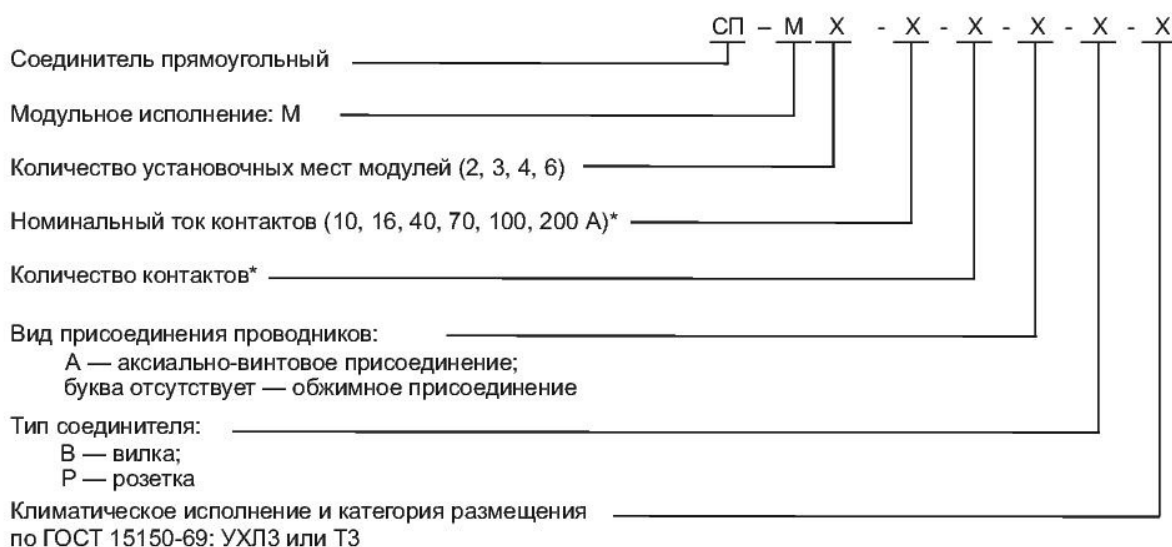 СП – М Х - Х - Х - Х - Х - Х
Соединитель прямоугольный
Модульное исполнение: М
Количество установочных мест модулей (2, 3, 4, 6)
Номинальный ток контактов (10, 16, 40, 70, 100, 200 А)*
Количество контактов*
Вид присоединения проводников:
А — аксиально-винтовое присоединение;
буква отсутствует — обжимное присоединение
Тип соединителя:
В — вилка;
Р — розетка
Климатическое исполнение и категория размещения
по ГОСТ 15150-69: УХЛ3 или Т3